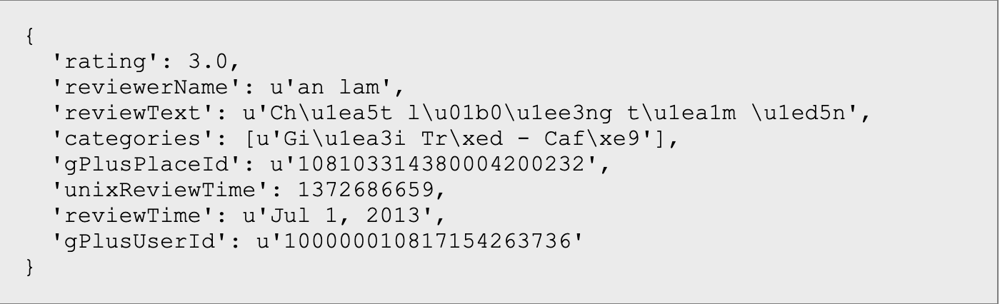 {
'rating': 3.0,
'reviewerName': u'an lam',
'reviewText': u'Ch\u1ea5t l\u01b0\u1ee3ng t\u1ea1m \u1ed5n',
'categories': [u'Gi\u1ea3i Tr\xed - Caf\xe9'],
'gPlusPlaceId': u'108103314380004200232',
'unixReviewTime': 1372686659,
'reviewTime': u'Jul 1, 2013',
'gPlusUserId': u'100000010817154263736'
}